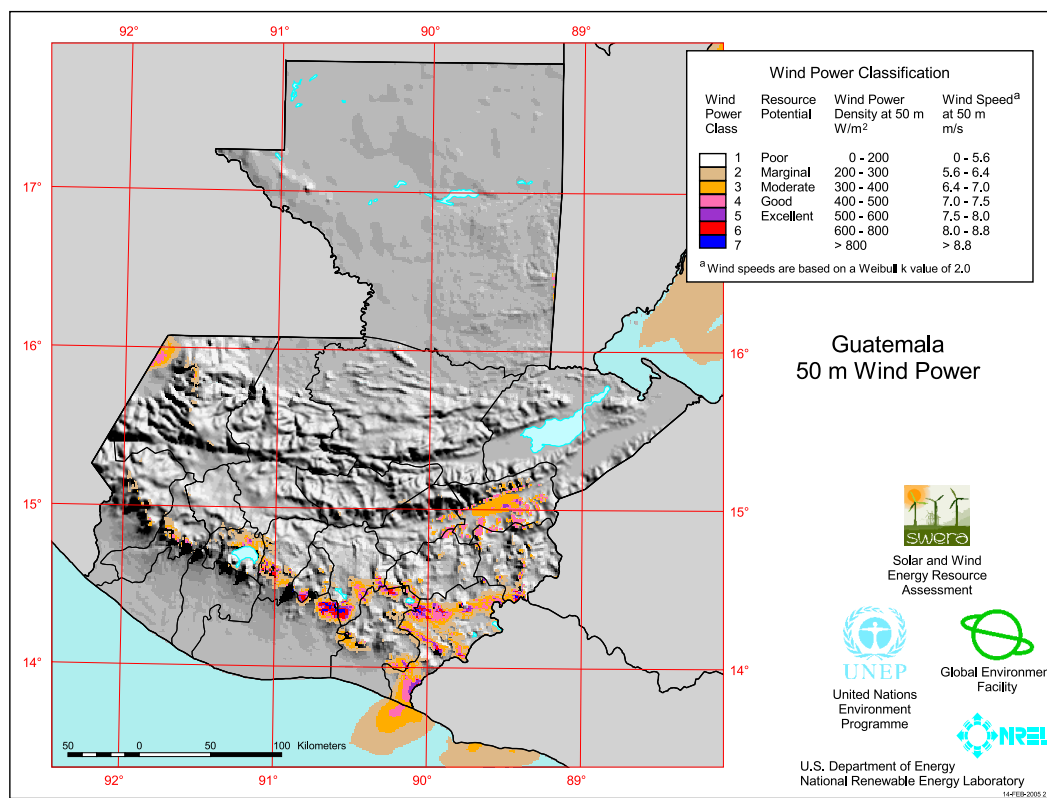 92° 91° 90° 89°
Wind Power Classification
Wind Power Class
Resource Potential
Wind Power Density at 50 m W/m²
Wind Speedᵃ at 50 m m/s
1 Poor 0 - 200 0 - 5.6
2 Marginal 200 - 300 5.6 - 6.4
3 Moderate 300 - 400 6.4 - 7.0
4 Good 400 - 500 7.0 - 7.5
5 Excellent 500 - 600 7.5 - 8.0
6 600 - 800 8.0 - 8.8
7 > 800 > 8.8
ᵃ Wind speeds are based on a Weibull k value of 2.0
17°
16° 16°
15° 15°
14° 14°
Guatemala
50 m Wind Power
swera
Solar and Wind
Energy Resource
Assessment
UNEP
United Nations
Environment
Programme
Global Environmen
Facility
NREL
50 0 50 100 Kilometers
92° 91° 90° 89°
U.S. Department of Energy
National Renewable Energy Laboratory
14-FEB-2005 2